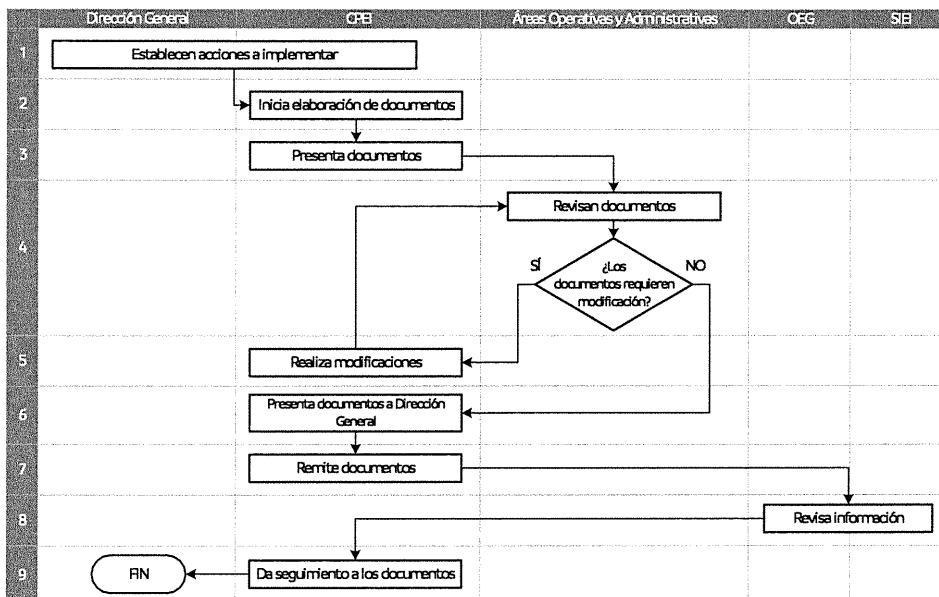 Dirección General
CPEI
Áreas Operativas y Administrativas
OEG
SIEI
1
Establecen acciones a implementar
2
Inicia elaboración de documentos
3
Presenta documentos
4
Revisan documentos
SÍ
¿Los
documentos requieren
modificación?
NO
5
Realiza modificaciones
6
Presenta documentos a Dirección
General
7
Remite documentos
8
Revisa información
9
FIN
Da seguimiento a los documentos